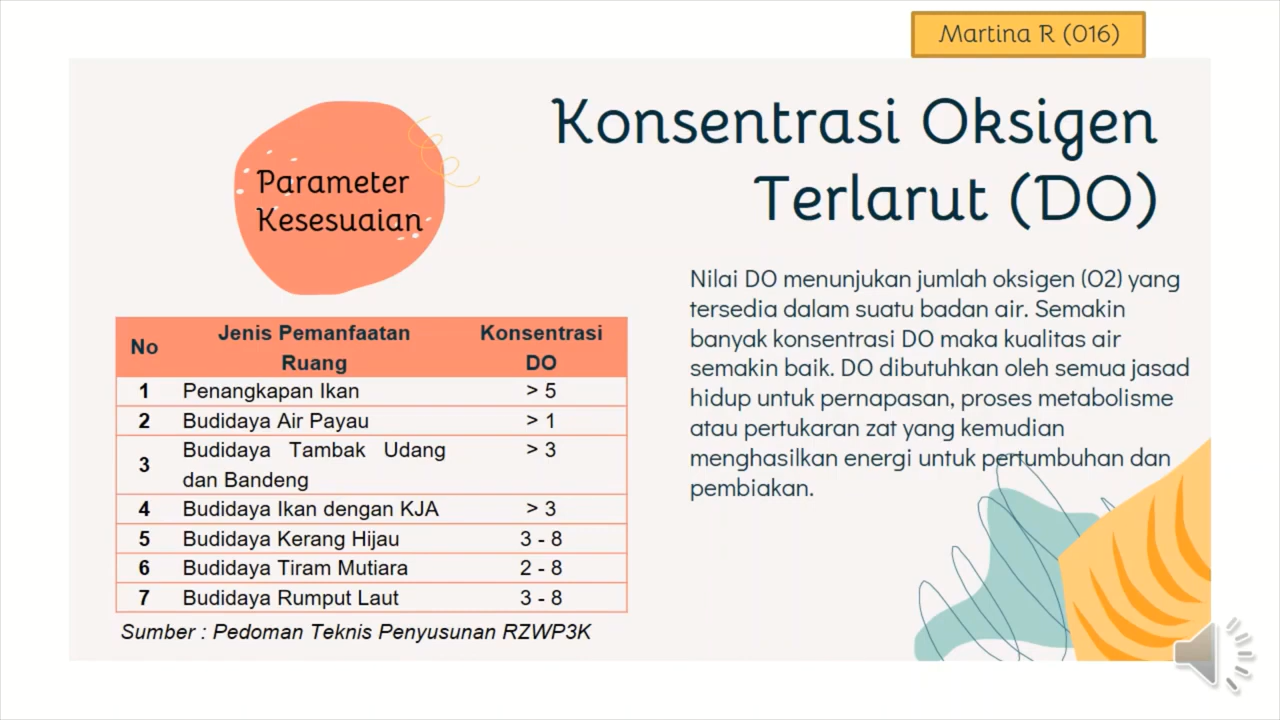 Martina R (016)
Konsentrasi Oksigen
Terlarut (DO)
Parameter
Kesesuaian
No Jenis Pemanfaatan Ruang Konsentrasi DO
1 Penangkapan Ikan > 5
2 Budidaya Air Payau > 1
3 Budidaya Tambak Udang dan Bandeng > 3
4 Budidaya Ikan dengan KJA > 3
5 Budidaya Kerang Hijau 3 - 8
6 Budidaya Tiram Mutiara 2 - 8
7 Budidaya Rumput Laut 3 - 8
Sumber : Pedoman Teknis Penyusunan RZWP3K
Nilai DO menunjukan jumlah oksigen (O2) yang
tersedia dalam suatu badan air. Semakin
banyak konsentrasi DO maka kualitas air
semakin baik. DO dibutuhkan oleh semua jasad
hidup untuk pernapasan, proses metabolisme
atau pertukaran zat yang kemudian
menghasilkan energi untuk pertumbuhan dan
pembiakan.